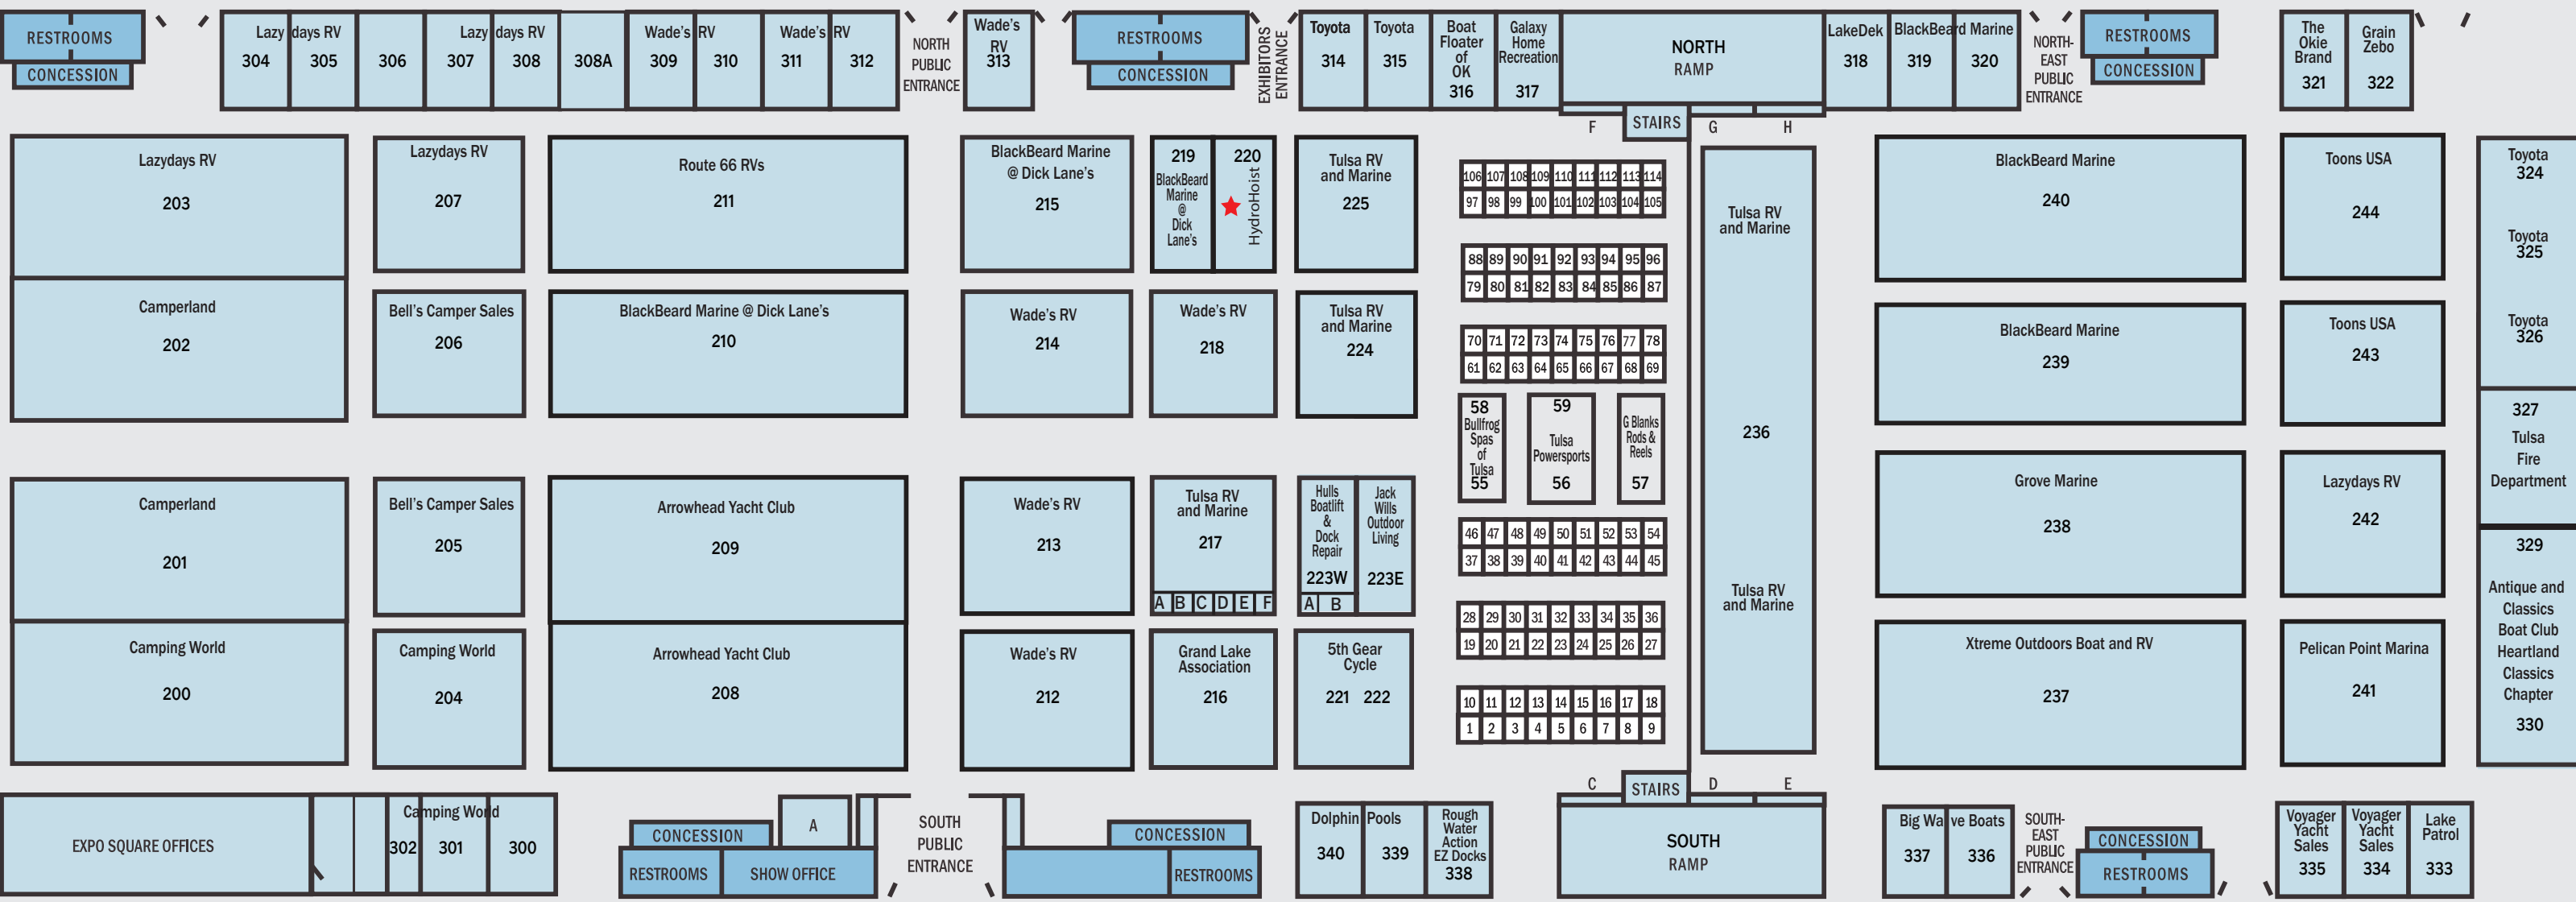 RESTROOMS
CONCESSION
Lazy days RV
304 305
306
Lazy days RV
307 308
308A
Wade's RV
309 310
Wade's RV
311 312
NORTH
PUBLIC
ENTRANCE
Wade's
RV
313
RESTROOMS
CONCESSION
EXHIBITORS
ENTRANCE
Toyota
314
Toyota
315
Boat
Floater
of
OK
316
Galaxy
Home
Recreation
317
NORTH
RAMP
LakeDek
318
BlackBeard Marine
319 320
NORTH-
EAST
PUBLIC
ENTRANCE
RESTROOMS
CONCESSION
The
Okie
Brand
321
Grain
Zebo
322
F
STAIRS
G
H
Lazydays RV
203
Lazydays RV
207
Route 66 RVs
211
BlackBeard Marine
@ Dick Lane's
215
219
BlackBeard
Marine
@
Dick
Lane's
220
HydroHoist
Tulsa RV
and Marine
225
106 107 108 109 110 111 112 113 114
97 98 99 100 101 102 103 104 105
88 89 90 91 92 93 94 95 96
79 80 81 82 83 84 85 86 87
Tulsa RV
and Marine
236
Tulsa RV
and Marine
BlackBeard Marine
240
Toons USA
244
Toyota
324
Toyota
325
Toyota
326
Camperland
202
Bell's Camper Sales
206
BlackBeard Marine @ Dick Lane's
210
Wade's RV
214
Wade's RV
218
Tulsa RV
and Marine
224
70 71 72 73 74 75 76 77 78
61 62 63 64 65 66 67 68 69
BlackBeard Marine
239
Toons USA
243
58
Bullfrog
Spas
of
Tulsa
55
59
Tulsa
Powersports
56
G Blanks
Rods &
Reels
57
327
Tulsa
Fire
Department
Camperland
201
Bell's Camper Sales
205
Arrowhead Yacht Club
209
Wade's RV
213
Tulsa RV
and Marine
217
A B C D E F
Hulls
Boatlift
&
Dock
Repair
223W
A B
Jack
Wills
Outdoor
Living
223E
46 47 48 49 50 51 52 53 54
37 38 39 40 41 42 43 44 45
Grove Marine
238
Lazydays RV
242
329
Antique and
Classics
Boat Club
Heartland
Classics
Chapter
330
Camping World
200
Camping World
204
Arrowhead Yacht Club
208
Wade's RV
212
Grand Lake
Association
216
5th Gear
Cycle
221 222
28 29 30 31 32 33 34 35 36
19 20 21 22 23 24 25 26 27
10 11 12 13 14 15 16 17 18
1 2 3 4 5 6 7 8 9
Xtreme Outdoors Boat and RV
237
Pelican Point Marina
241
EXPO SQUARE OFFICES
Camping World
302 301 300
CONCESSION
RESTROOMS
SHOW OFFICE
A
SOUTH
PUBLIC
ENTRANCE
CONCESSION
RESTROOMS
Dolphin Pools
340 339
Rough
Water
Action
EZ Docks
338
C
STAIRS
D
E
SOUTH
RAMP
Big Wave Boats
337 336
SOUTH-
EAST
PUBLIC
ENTRANCE
CONCESSION
RESTROOMS
Voyager
Yacht
Sales
335
Voyager
Yacht
Sales
334
Lake
Patrol
333